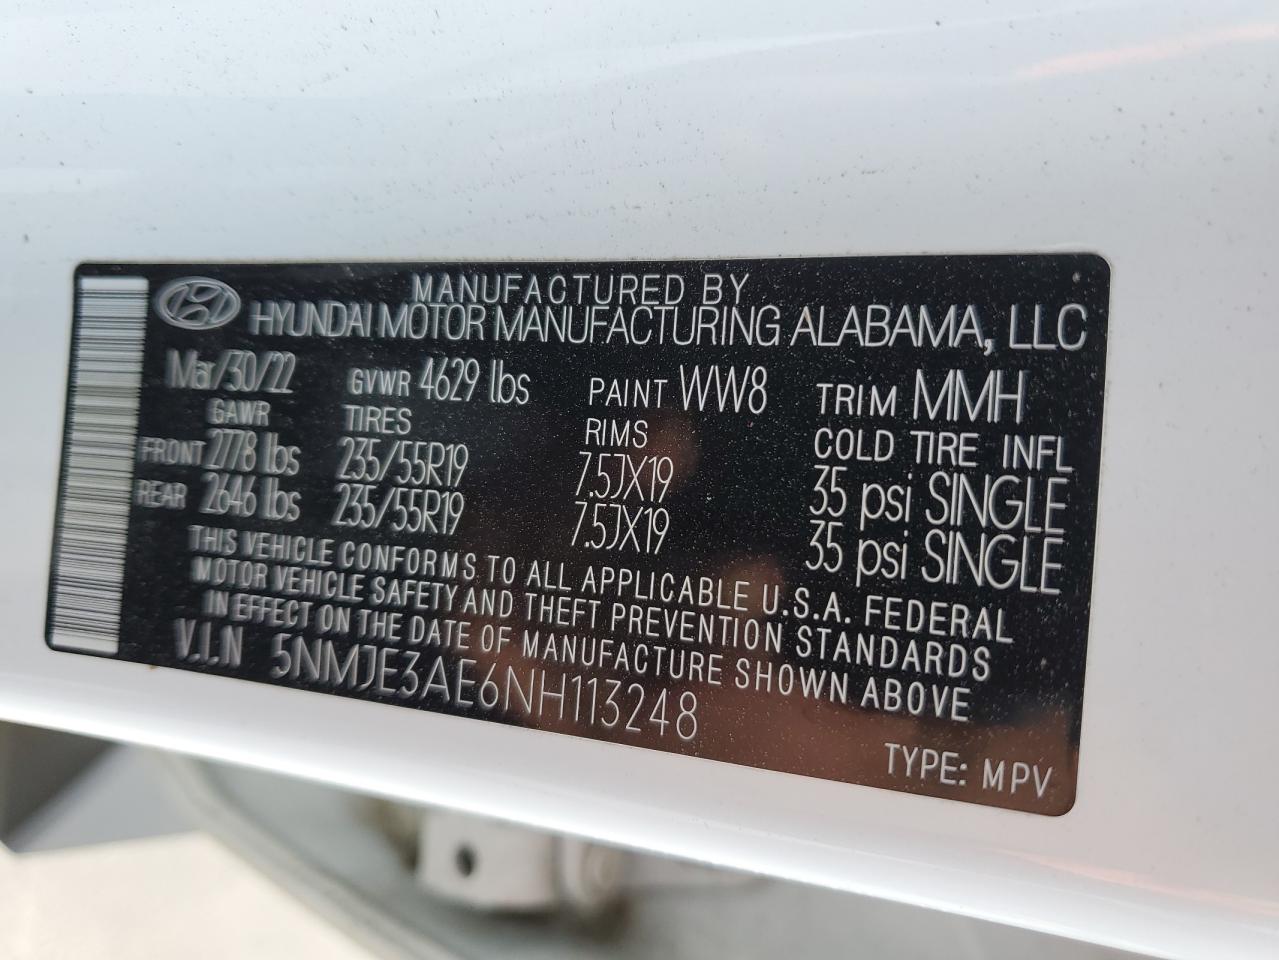 MANUFACTURED BY
HYUNDAI MOTOR MANUFACTURING ALABAMA, LLC
Mar/30/22 GVWR 4629 lbs PAINT WW8 TRIM MMH
GAWR TIRES RIMS COLD TIRE INFL
FRONT 2778 lbs 235/55R19 7.5JX19 35 psi SINGLE
REAR 2646 lbs 235/55R19 7.5JX19 35 psi SINGLE
THIS VEHICLE CONFORMS TO ALL APPLICABLE U.S.A. FEDERAL
MOTOR VEHICLE SAFETY AND THEFT PREVENTION STANDARDS
IN EFFECT ON THE DATE OF MANUFACTURE SHOWN ABOVE
V.I.N 5NMJE3AE6NH113248
TYPE: MPV